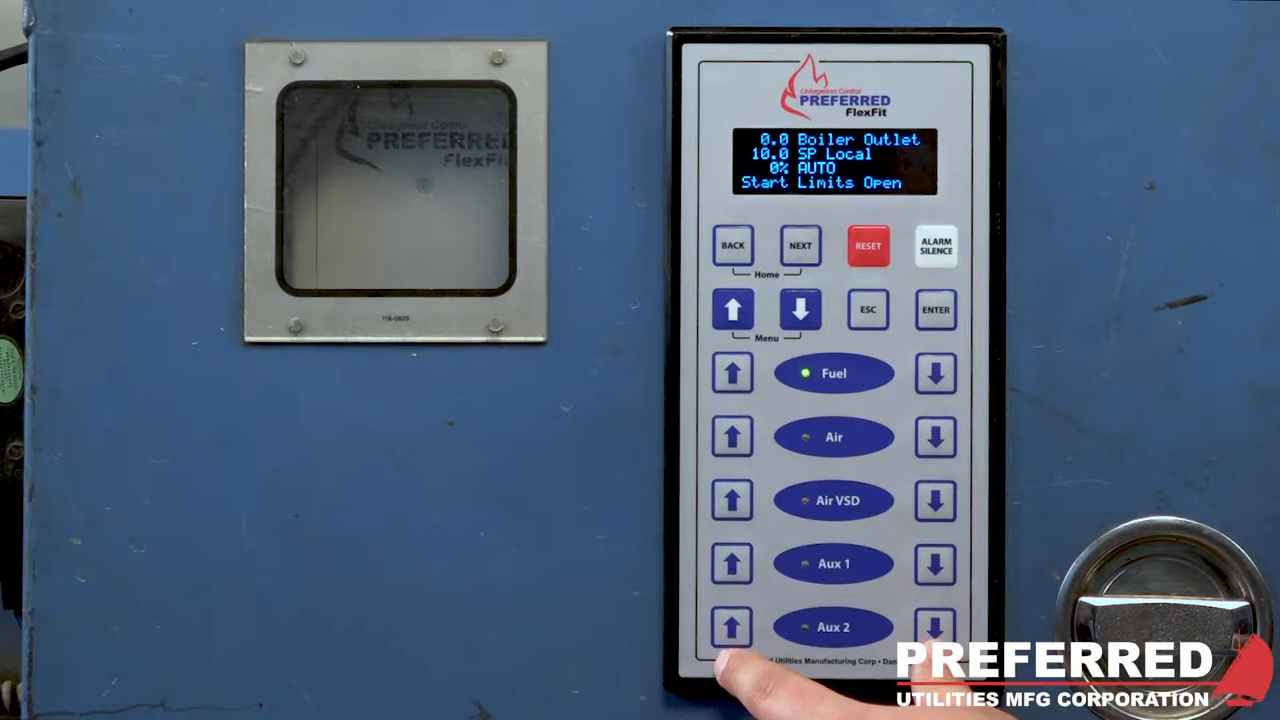 Linkageless Control
PREFERRED
FlexFit
118-0829
Linkageless Control
PREFERRED
FlexFit
0.0 Boiler Outlet
10.0 SP Local
0% AUTO
Start Limits Open
BACK NEXT RESET ALARM SILENCE
Home
ESC ENTER
Menu
Fuel
Air
Air VSD
Aux 1
Aux 2
Utilities Manufacturing Corp •
PREFERRED
UTILITIES MFG CORPORATION